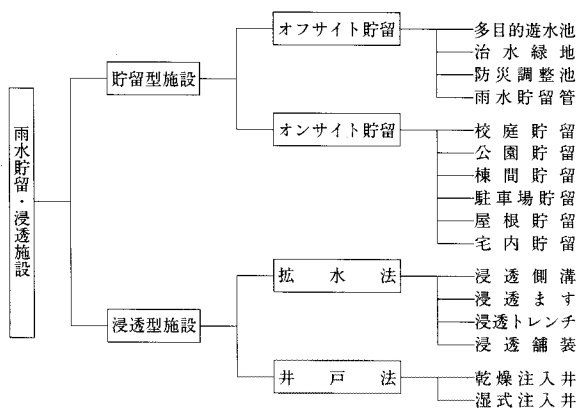 雨水貯留・浸透施設
貯留型施設
オフサイト貯留
多目的遊水池
治水緑地
防災調整池
雨水貯留管
オンサイト貯留
校庭貯留
公園貯留
棟間貯留
駐車場貯留
屋根貯留
宅内貯留
浸透型施設
拡水法
浸透側溝
浸透ます
浸透トレンチ
浸透舗装
井戸法
乾燥注入井
湿式注入井